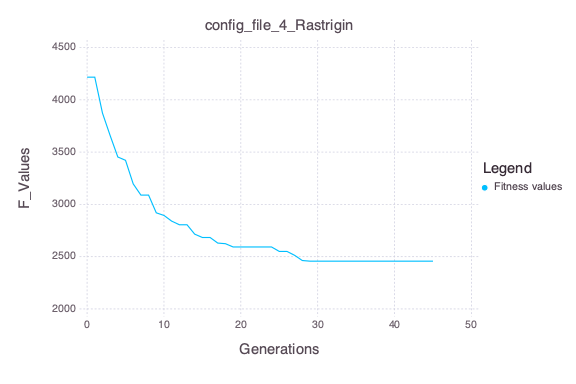 config_file_4_Rastrigin
4500
4000
3500
3000
2500
2000
F_Values
0 10 20 30 40 50
Generations
Legend
Fitness values